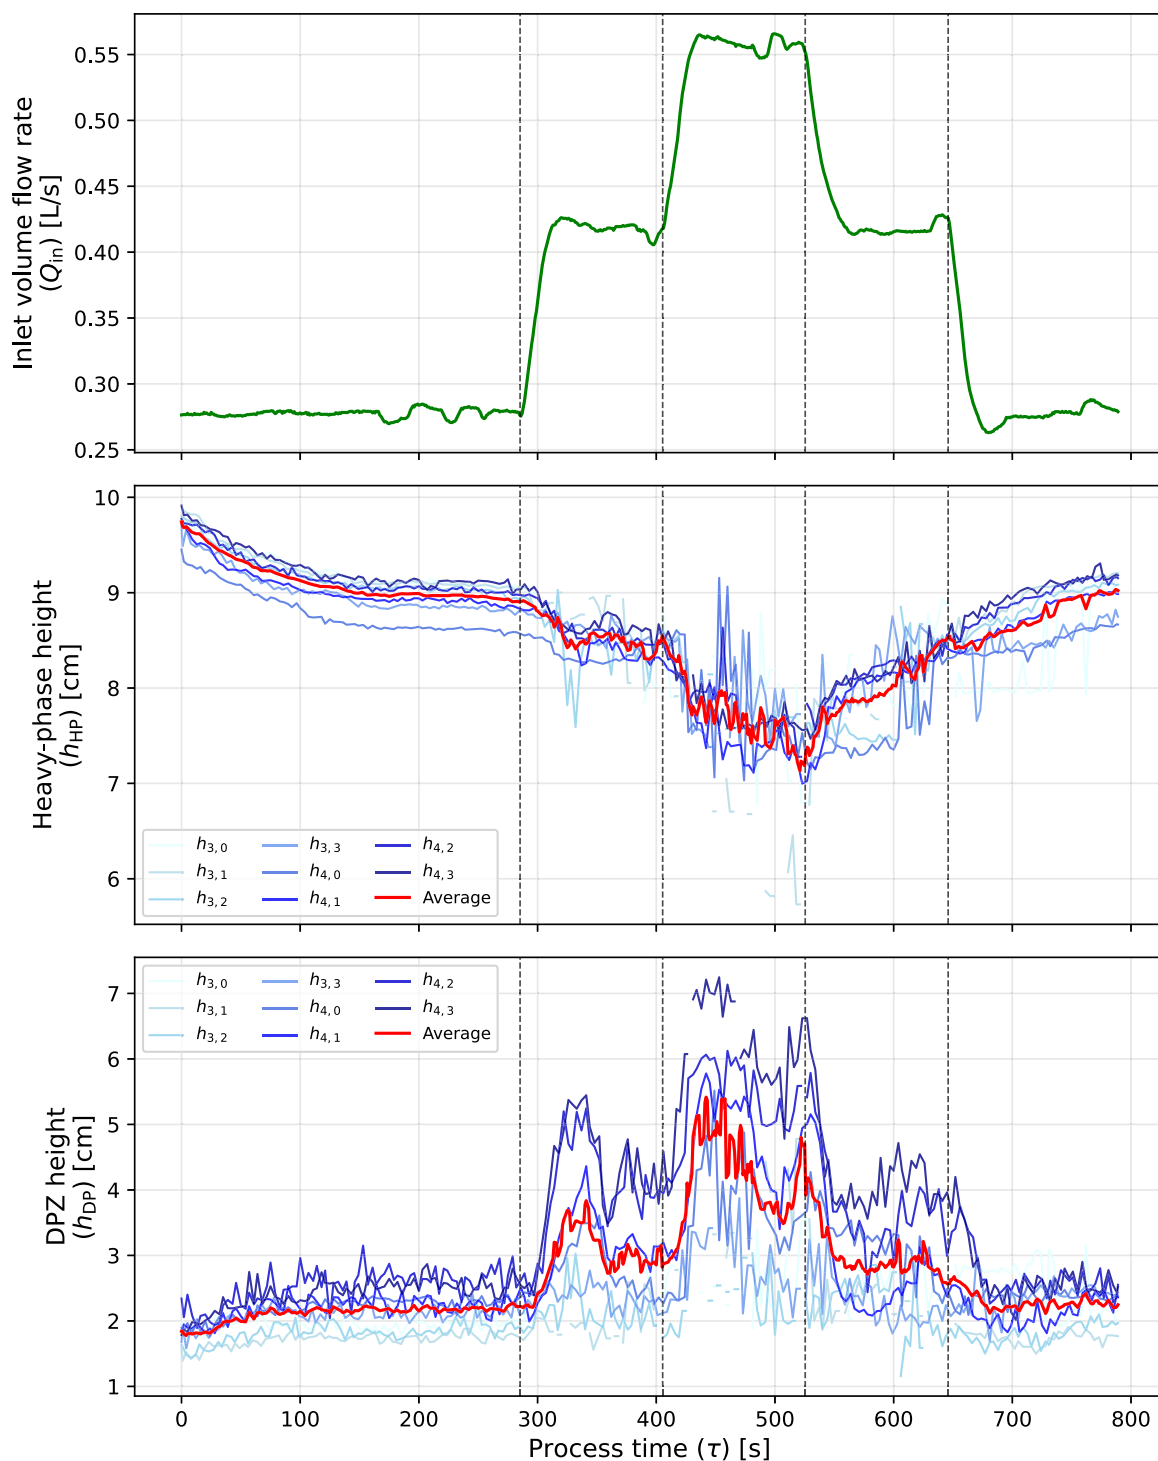 Inlet volume flow rate
(Q_in) [L/s]
0.55
0.50
0.45
0.40
0.35
0.30
0.25
Heavy-phase height
(h_HP) [cm]
10
9
8
7
6
h_3,0 h_3,3 h_4,2
h_3,1 h_4,0 h_4,3
h_3,2 h_4,1 Average
DPZ height
(h_DP) [cm]
7
6
5
4
3
2
1
h_3,0 h_3,3 h_4,2
h_3,1 h_4,0 h_4,3
h_3,2 h_4,1 Average
0 100 200 300 400 500 600 700 800
Process time (τ) [s]